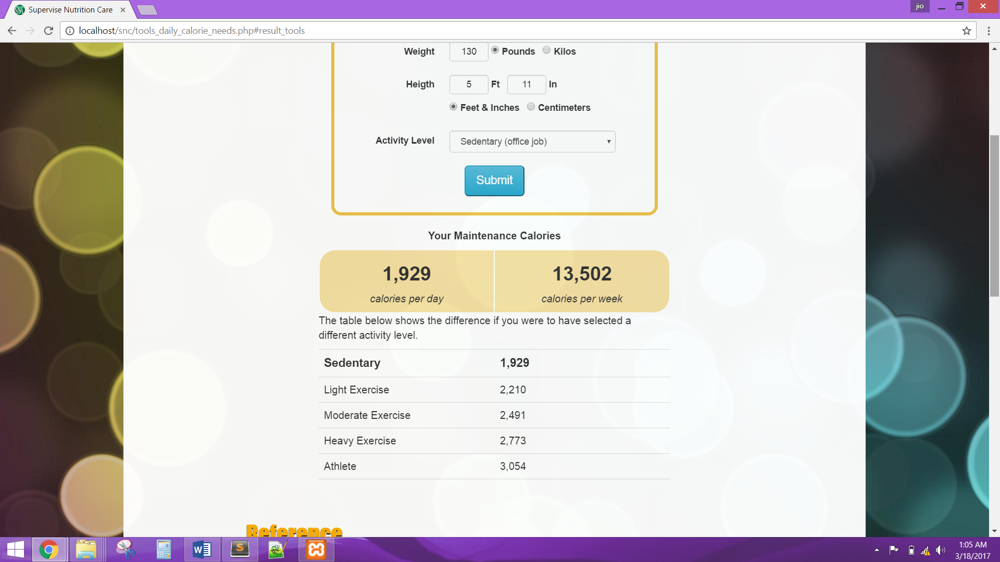 Supervise Nutrition Care
jio
localhost/snc/tools_daily_calorie_needs.php#result_tools
Weight 130 Pounds Kilos
Heigth 5 Ft 11 In
Feet & Inches Centimeters
Activity Level Sedentary (office job)
Submit
Your Maintenance Calories
1,929 13,502
calories per day calories per week
The table below shows the difference if you were to have selected a
different activity level.
Sedentary 1,929
Light Exercise 2,210
Moderate Exercise 2,491
Heavy Exercise 2,773
Athlete 3,054
Reference
1:05 AM
3/18/2017